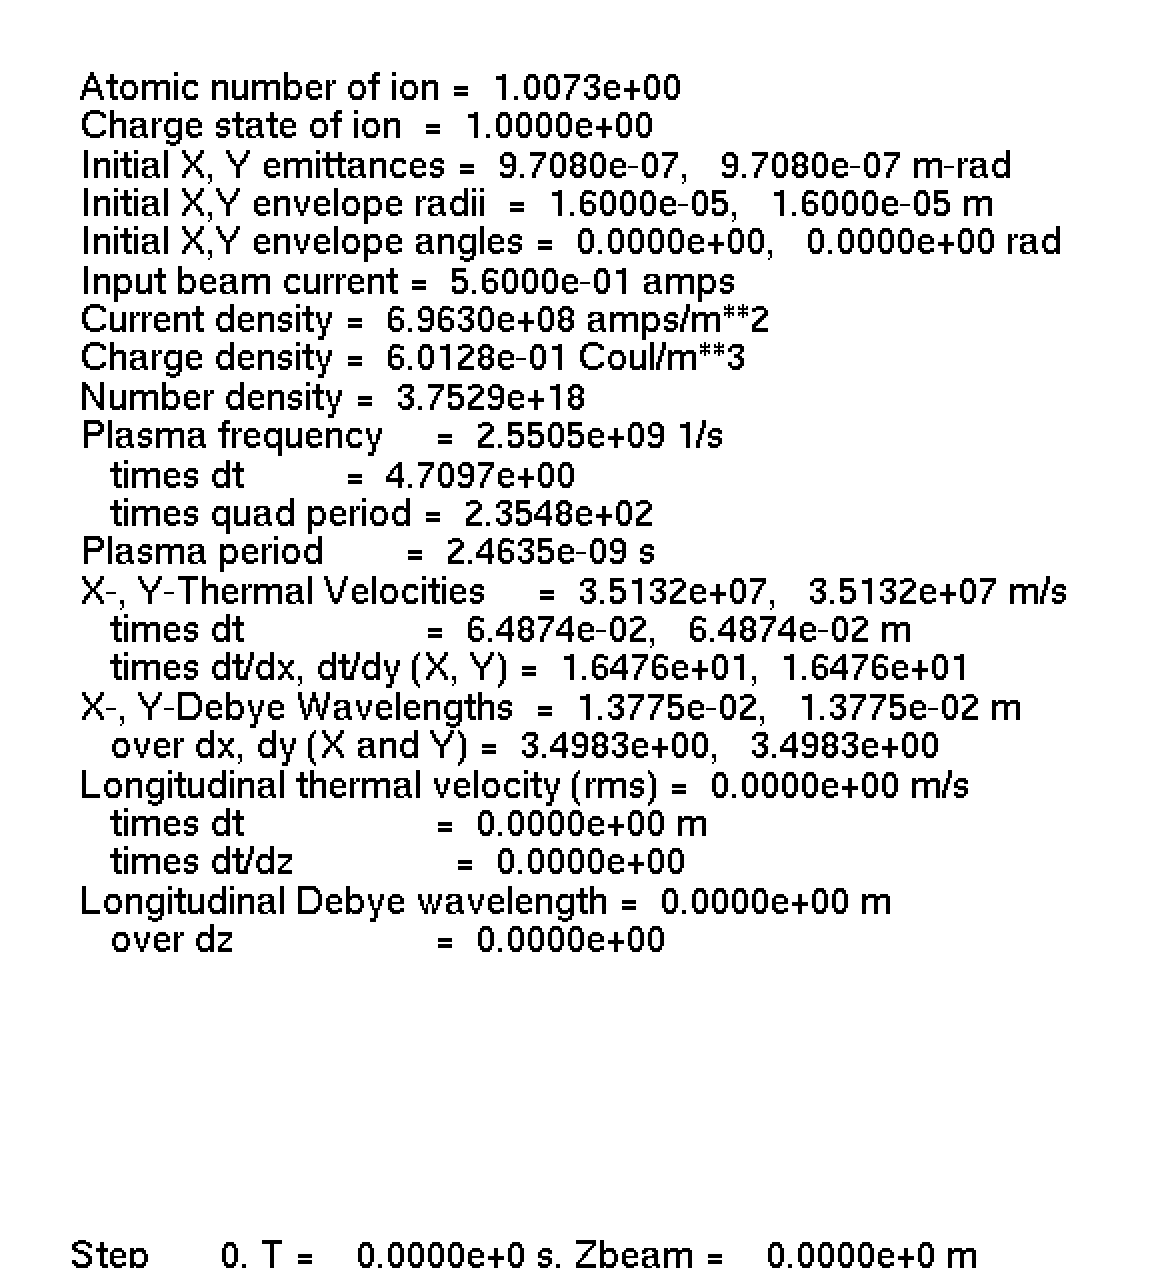 Atomic number of ion = 1.0073e+00
Charge state of ion = 1.0000e+00
Initial X, Y emittances = 9.7080e-07, 9.7080e-07 m-rad
Initial X,Y envelope radii = 1.6000e-05, 1.6000e-05 m
Initial X,Y envelope angles = 0.0000e+00, 0.0000e+00 rad
Input beam current = 5.6000e-01 amps
Current density = 6.9630e+08 amps/m**2
Charge density = 6.0128e-01 Coul/m**3
Number density = 3.7529e+18
Plasma frequency = 2.5505e+09 1/s
times dt = 4.7097e+00
times quad period = 2.3548e+02
Plasma period = 2.4635e-09 s
X-, Y-Thermal Velocities = 3.5132e+07, 3.5132e+07 m/s
times dt = 6.4874e-02, 6.4874e-02 m
times dt/dx, dt/dy (X, Y) = 1.6476e+01, 1.6476e+01
X-, Y-Debye Wavelengths = 1.3775e-02, 1.3775e-02 m
over dx, dy (X and Y) = 3.4983e+00, 3.4983e+00
Longitudinal thermal velocity (rms) = 0.0000e+00 m/s
times dt = 0.0000e+00 m
times dt/dz = 0.0000e+00
Longitudinal Debye wavelength = 0.0000e+00 m
over dz = 0.0000e+00
Step 0, T = 0.0000e+0 s, Zbeam = 0.0000e+0 m